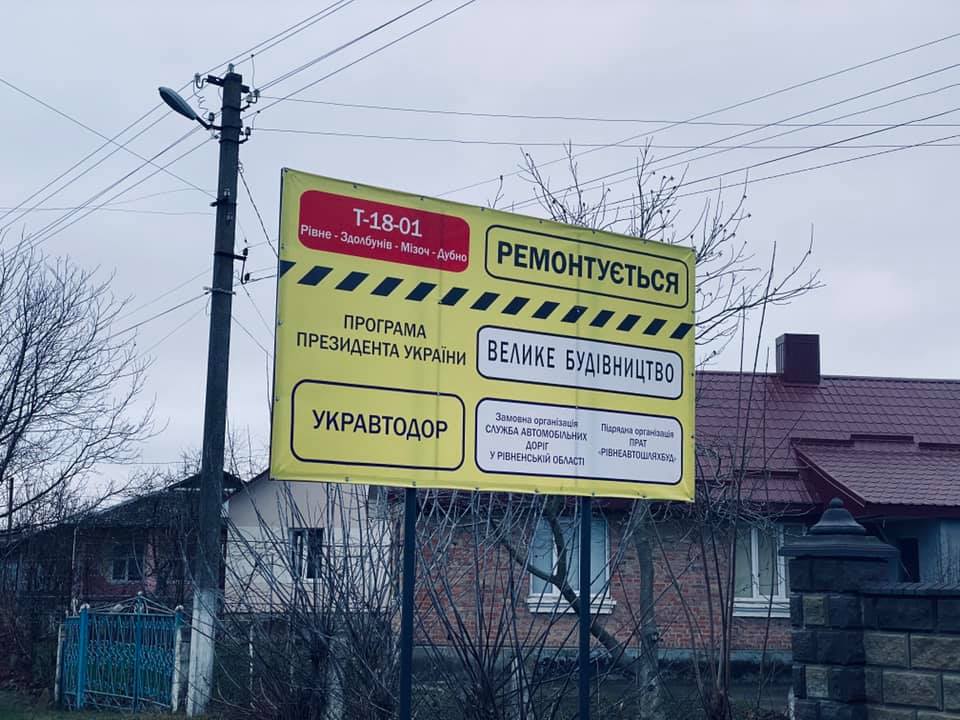 Т-18-01
Рівне - Здолбунів - Мізоч - Дубно
РЕМОНТУЄТЬСЯ
ПРОГРАМА
ПРЕЗИДЕНТА УКРАЇНИ
ВЕЛИКЕ БУДІВНИЦТВО
УКРАВТОДОР
Замовна організація
СЛУЖБА АВТОМОБІЛЬНИХ
ДОРІГ
У РІВНЕНСЬКІЙ ОБЛАСТІ
Підрядна організація
ПРАТ
«РІВНЕАВТОШЛЯХБУД»